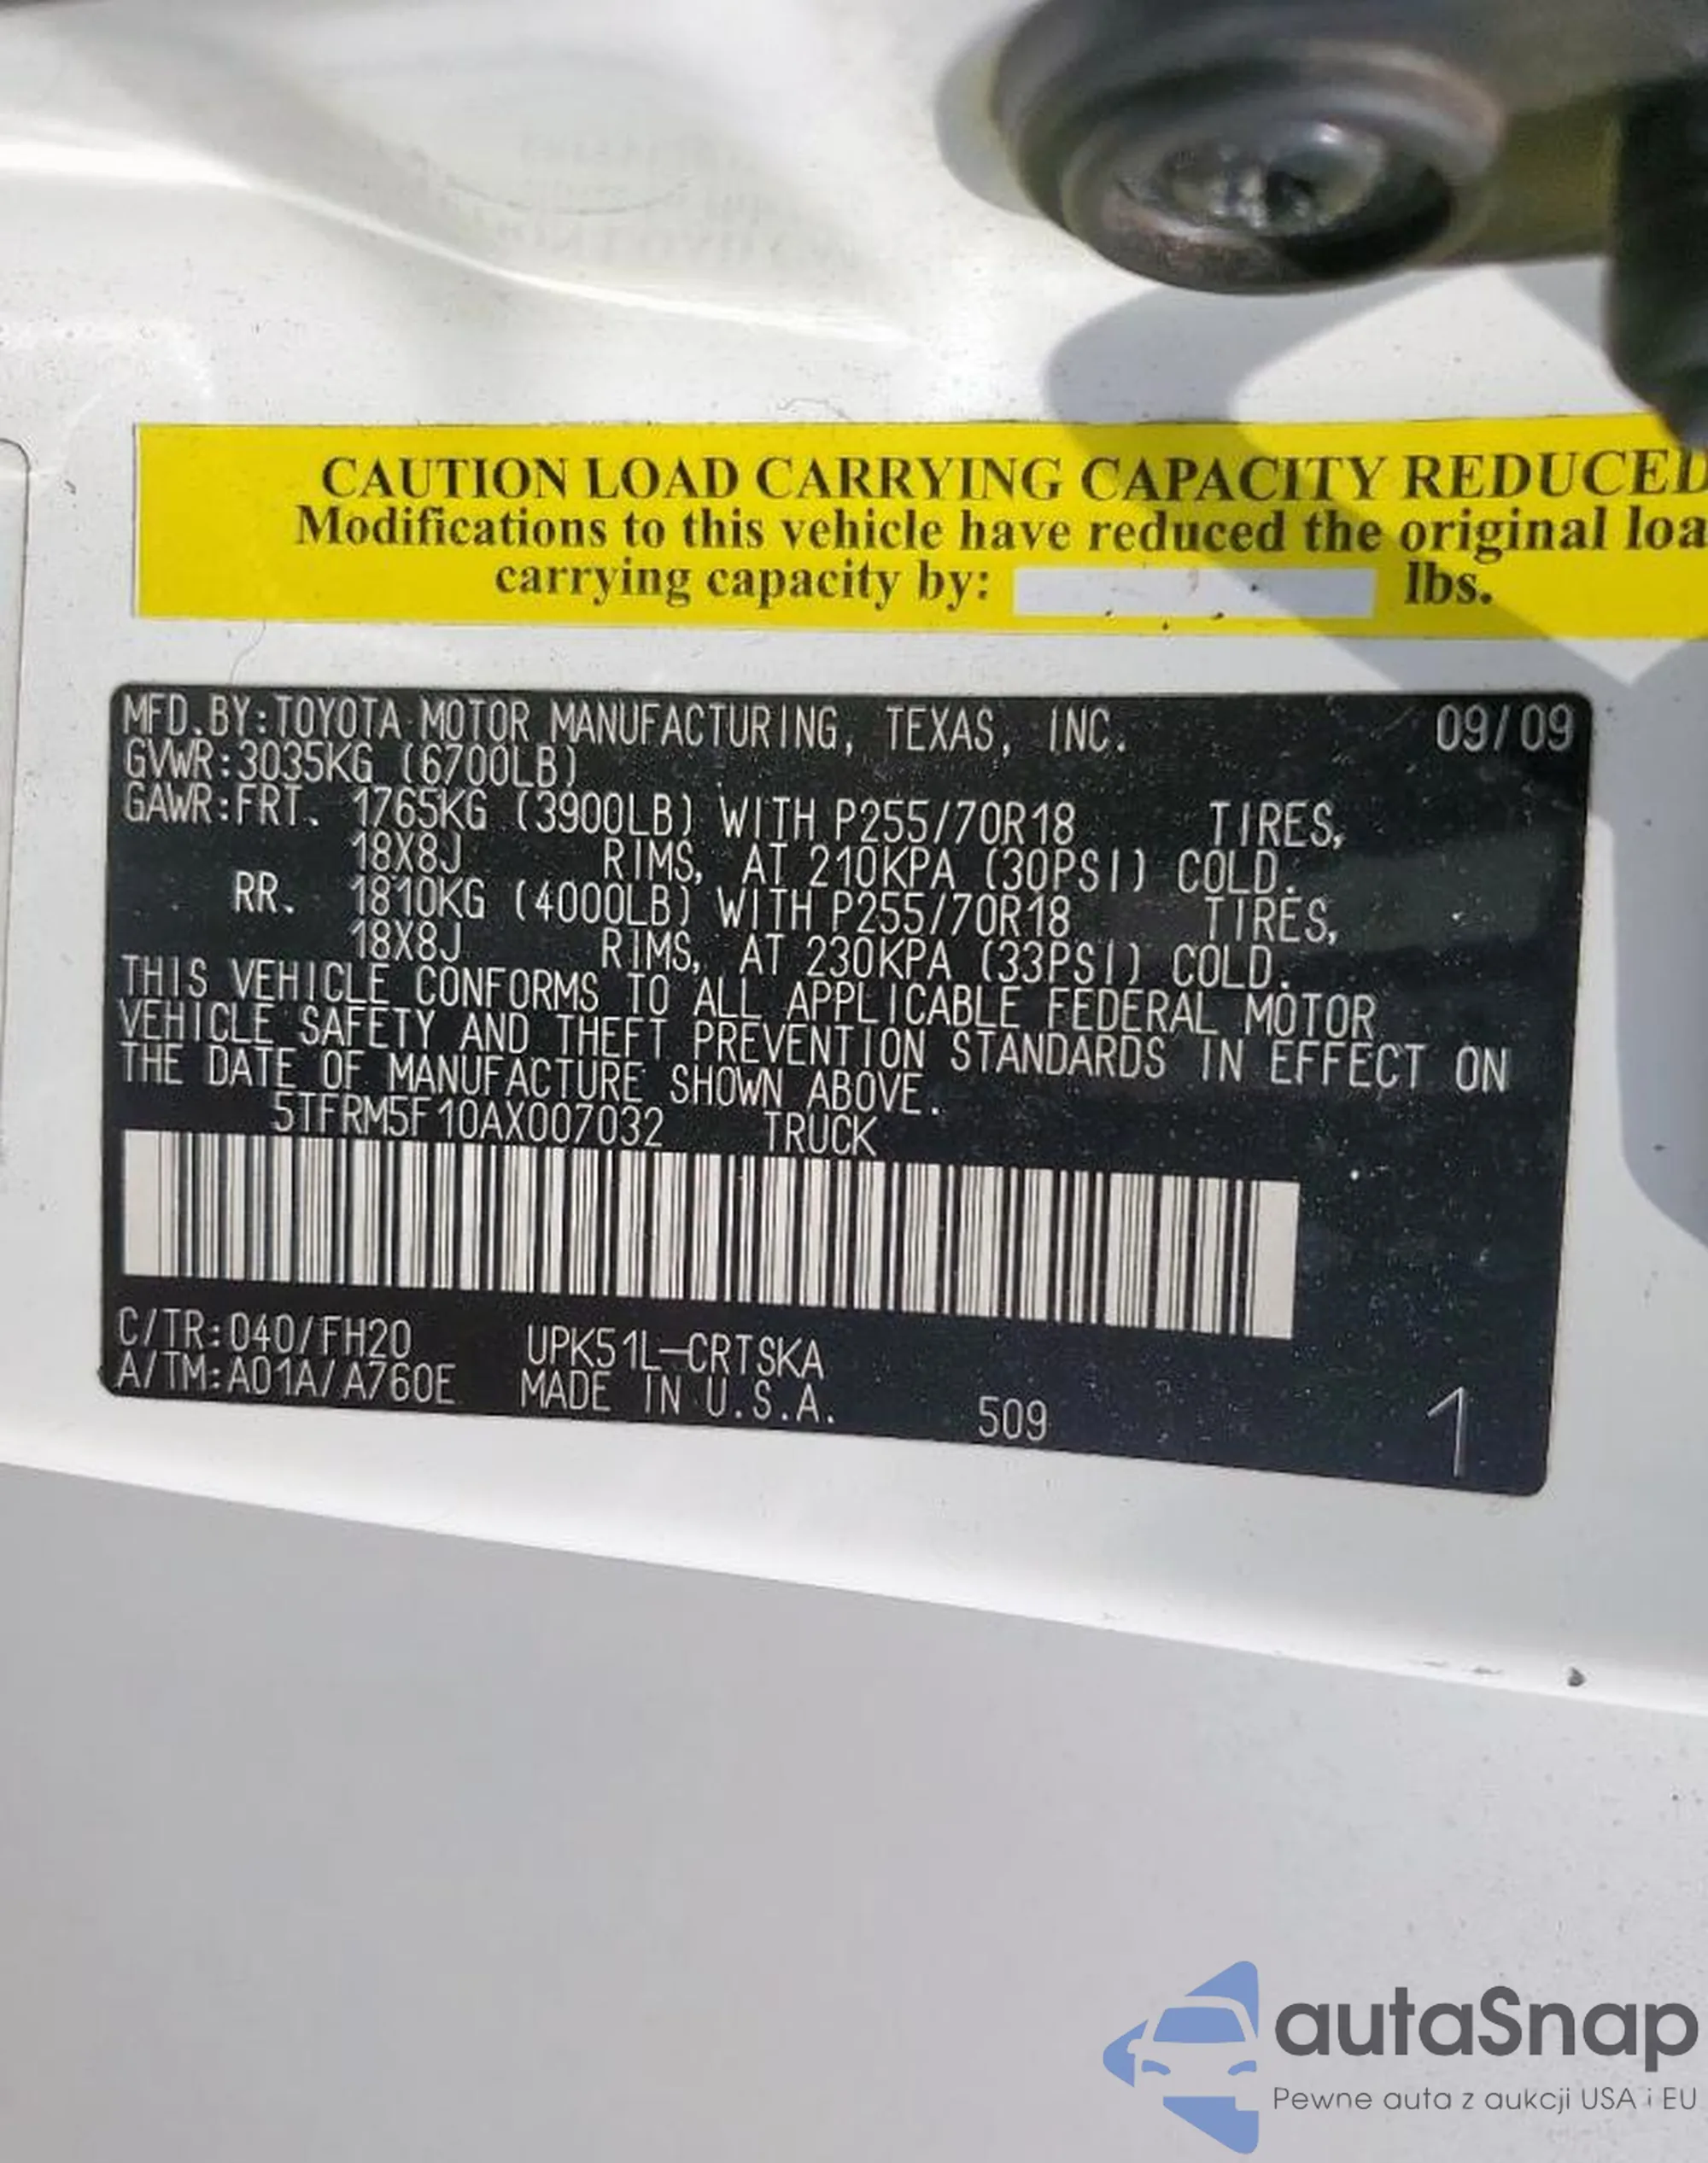 CAUTION LOAD CARRYING CAPACITY REDUCED
Modifications to this vehicle have reduced the original loa
carrying capacity by: lbs.
MFD.BY:TOYOTA MOTOR MANUFACTURING, TEXAS, INC. 09/09
GVWR:3035KG (6700LB)
GAWR:FRT. 1765KG (3900LB) WITH P255/70R18 TIRES,
18X8J RIMS, AT 210KPA (30PSI) COLD.
RR. 1810KG (4000LB) WITH P255/70R18 TIRES,
18X8J RIMS, AT 230KPA (33PSI) COLD.
THIS VEHICLE CONFORMS TO ALL APPLICABLE FEDERAL MOTOR
VEHICLE SAFETY AND THEFT PREVENTION STANDARDS IN EFFECT ON
THE DATE OF MANUFACTURE SHOWN ABOVE.
5TFRM5F10AX007032 TRUCK
C/TR:040/FH20 UPK51L-CRTSKA
A/TM:A01A/A760E MADE IN U.S.A. 509 1
autaSnap
Pewne auta z aukcji USA i EU